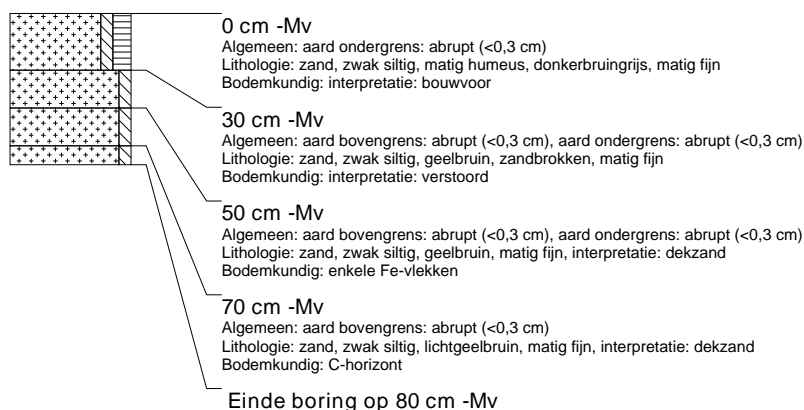 0 cm -Mv
Algemeen: aard ondergrens: abrupt (<0,3 cm)
Lithologie: zand, zwak siltig, matig humeus, donkerbruingrijs, matig fijn
Bodemkundig: interpretatie: bouwvoor
30 cm -Mv
Algemeen: aard bovengrens: abrupt (<0,3 cm), aard ondergrens: abrupt (<0,3 cm)
Lithologie: zand, zwak siltig, geelbruin, zandbrokken, matig fijn
Bodemkundig: interpretatie: verstoord
50 cm -Mv
Algemeen: aard bovengrens: abrupt (<0,3 cm), aard ondergrens: abrupt (<0,3 cm)
Lithologie: zand, zwak siltig, geelbruin, matig fijn, interpretatie: dekzand
Bodemkundig: enkele Fe-vlekken
70 cm -Mv
Algemeen: aard bovengrens: abrupt (<0,3 cm)
Lithologie: zand, zwak siltig, lichtgeelbruin, matig fijn, interpretatie: dekzand
Bodemkundig: C-horizont
Einde boring op 80 cm -Mv